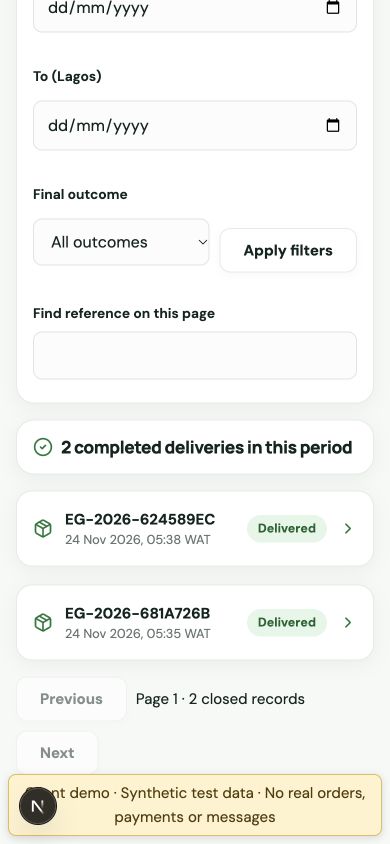 dd/mm/yyyy
To (Lagos)
dd/mm/yyyy
Final outcome
All outcomes
Apply filters
Find reference on this page
2 completed deliveries in this period
EG-2026-624589EC
24 Nov 2026, 05:38 WAT
Delivered
EG-2026-681A726B
24 Nov 2026, 05:35 WAT
Delivered
Previous
Page 1 · 2 closed records
Next
N
demo · Synthetic test data · No real orders,
payments or messages